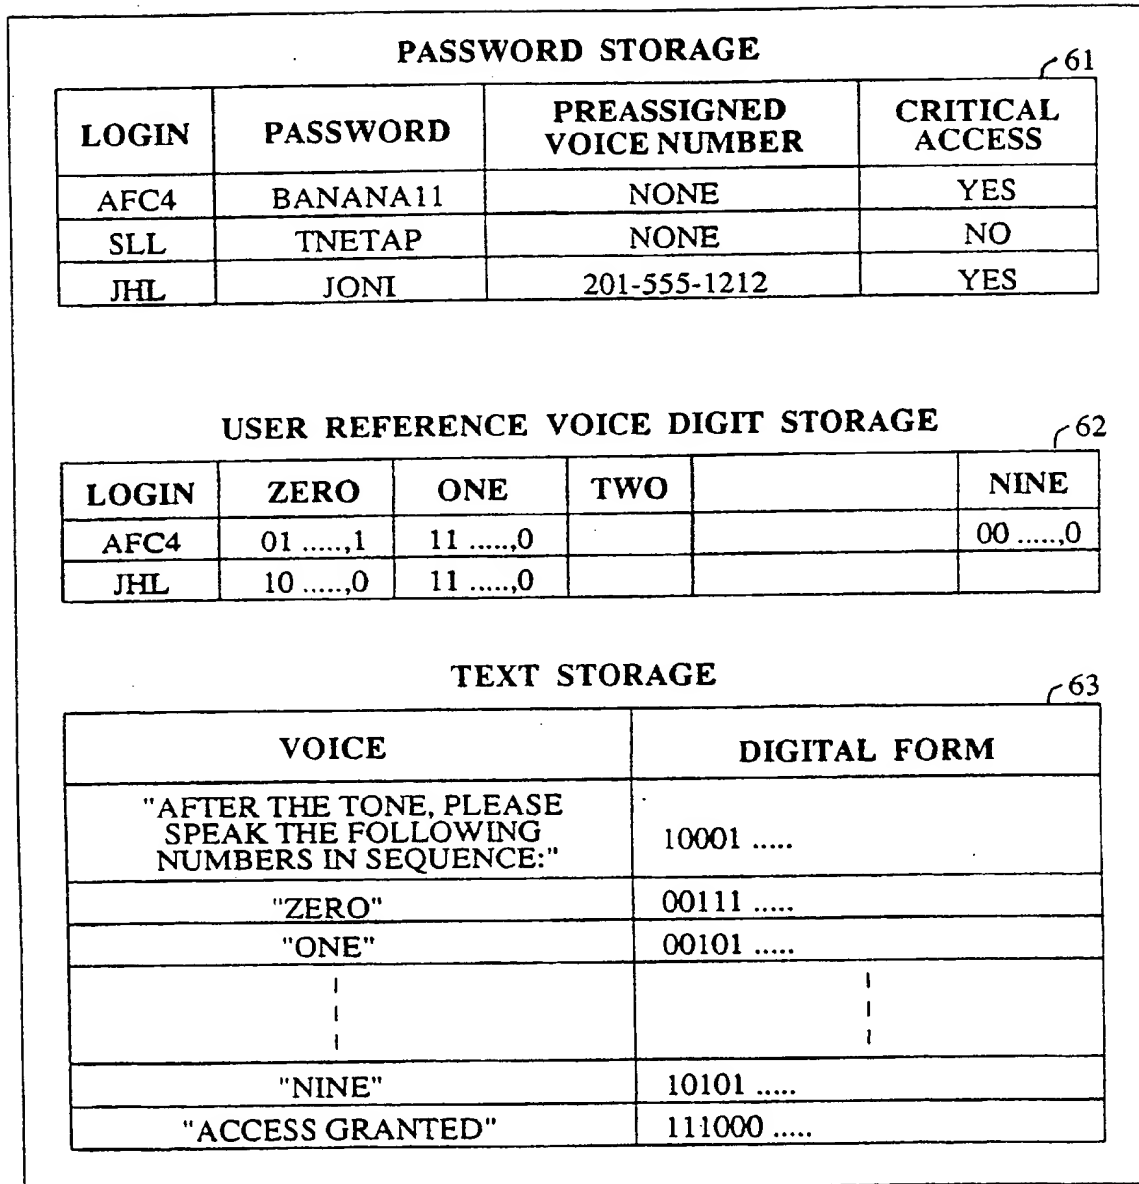 PASSWORD STORAGE
61
LOGIN PASSWORD PREASSIGNED VOICE NUMBER CRITICAL ACCESS
AFC4 BANANA11 NONE YES
SLL TNETAP NONE NO
JHL JONI 201-555-1212 YES
USER REFERENCE VOICE DIGIT STORAGE
62
LOGIN ZERO ONE TWO NINE
AFC4 01 .....,1 11 .....,0 00 .....,0
JHL 10 .....,0 11 .....,0
TEXT STORAGE
63
VOICE DIGITAL FORM
"AFTER THE TONE, PLEASE
SPEAK THE FOLLOWING
NUMBERS IN SEQUENCE:" 10001 .....
"ZERO" 00111 .....
"ONE" 00101 .....
"NINE" 10101 .....
"ACCESS GRANTED" 111000 .....